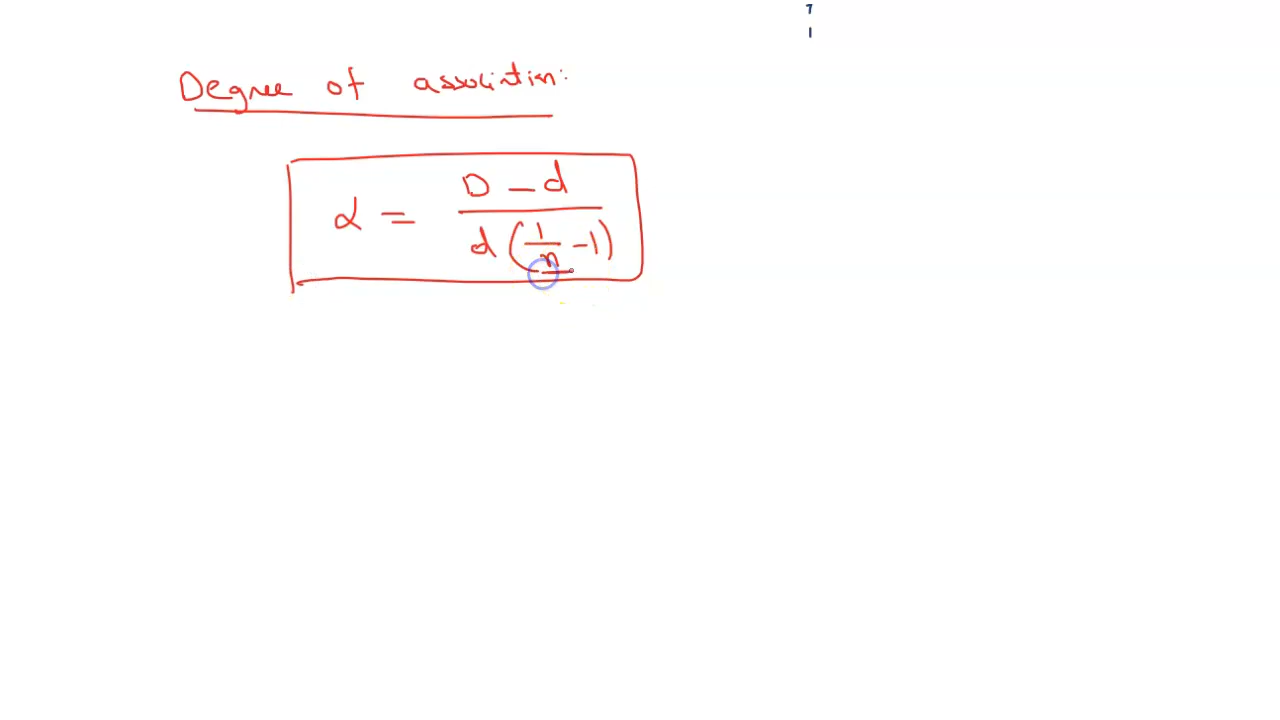 Degree of association:
α = D - d / d (1/n - 1)